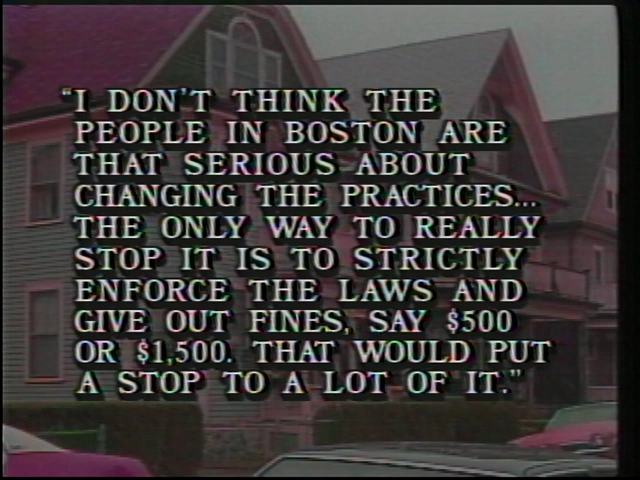 "I DON'T THINK THE
PEOPLE IN BOSTON ARE
THAT SERIOUS ABOUT
CHANGING THE PRACTICES...
THE ONLY WAY TO REALLY
STOP IT IS TO STRICTLY
ENFORCE THE LAWS AND
GIVE OUT FINES, SAY $500
OR $1,500. THAT WOULD PUT
A STOP TO A LOT OF IT."